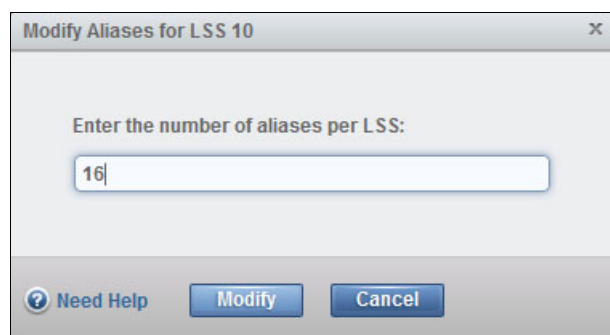 Modify Aliases for LSS 10 x
Enter the number of aliases per LSS:
16
? Need Help Modify Cancel